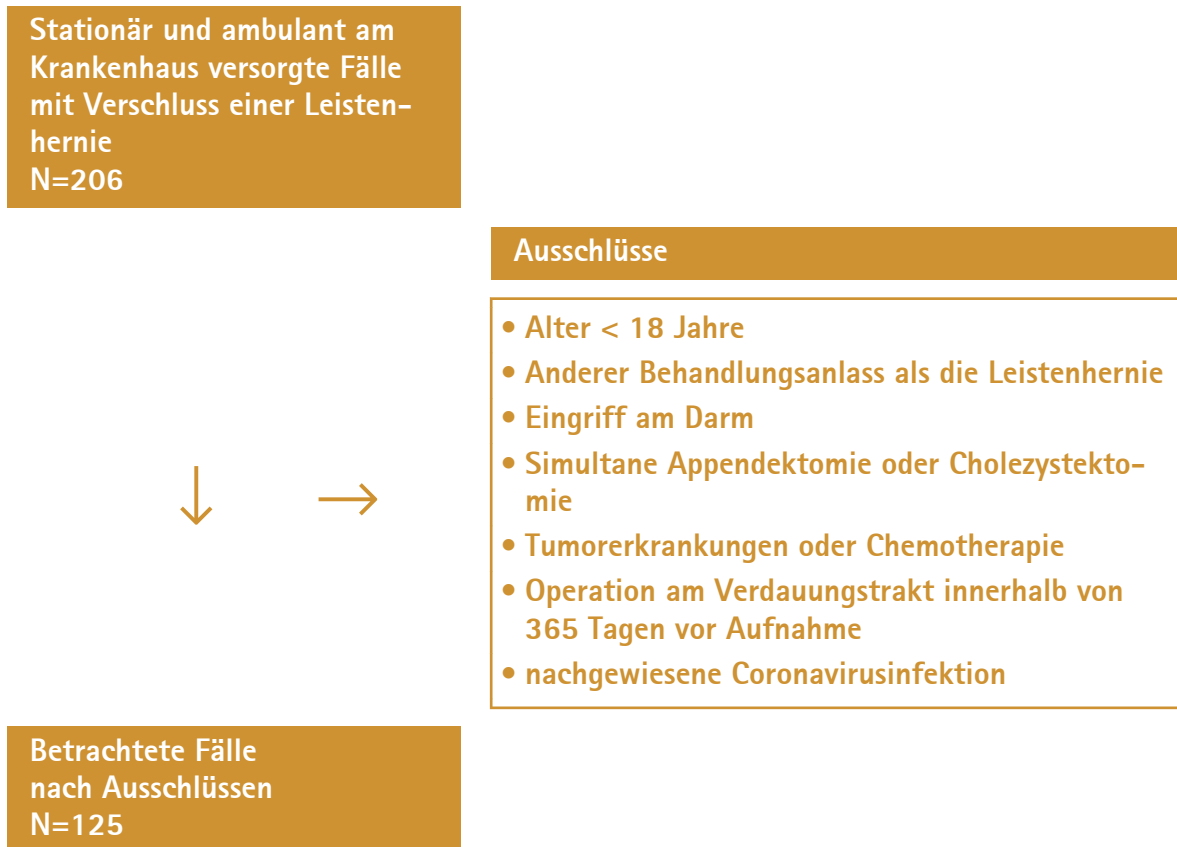 Stationär und ambulant am
Krankenhaus versorgte Fälle
mit Verschluss einer Leisten-
hernie
N=206
Ausschlüsse
• Alter < 18 Jahre
• Anderer Behandlungsanlass als die Leistenhernie
• Eingriff am Darm
• Simultane Appendektomie oder Cholezystekto-
mie
• Tumorerkrankungen oder Chemotherapie
• Operation am Verdauungstrakt innerhalb von
365 Tagen vor Aufnahme
• nachgewiesene Coronavirusinfektion
Betrachtete Fälle
nach Ausschlüssen
N=125